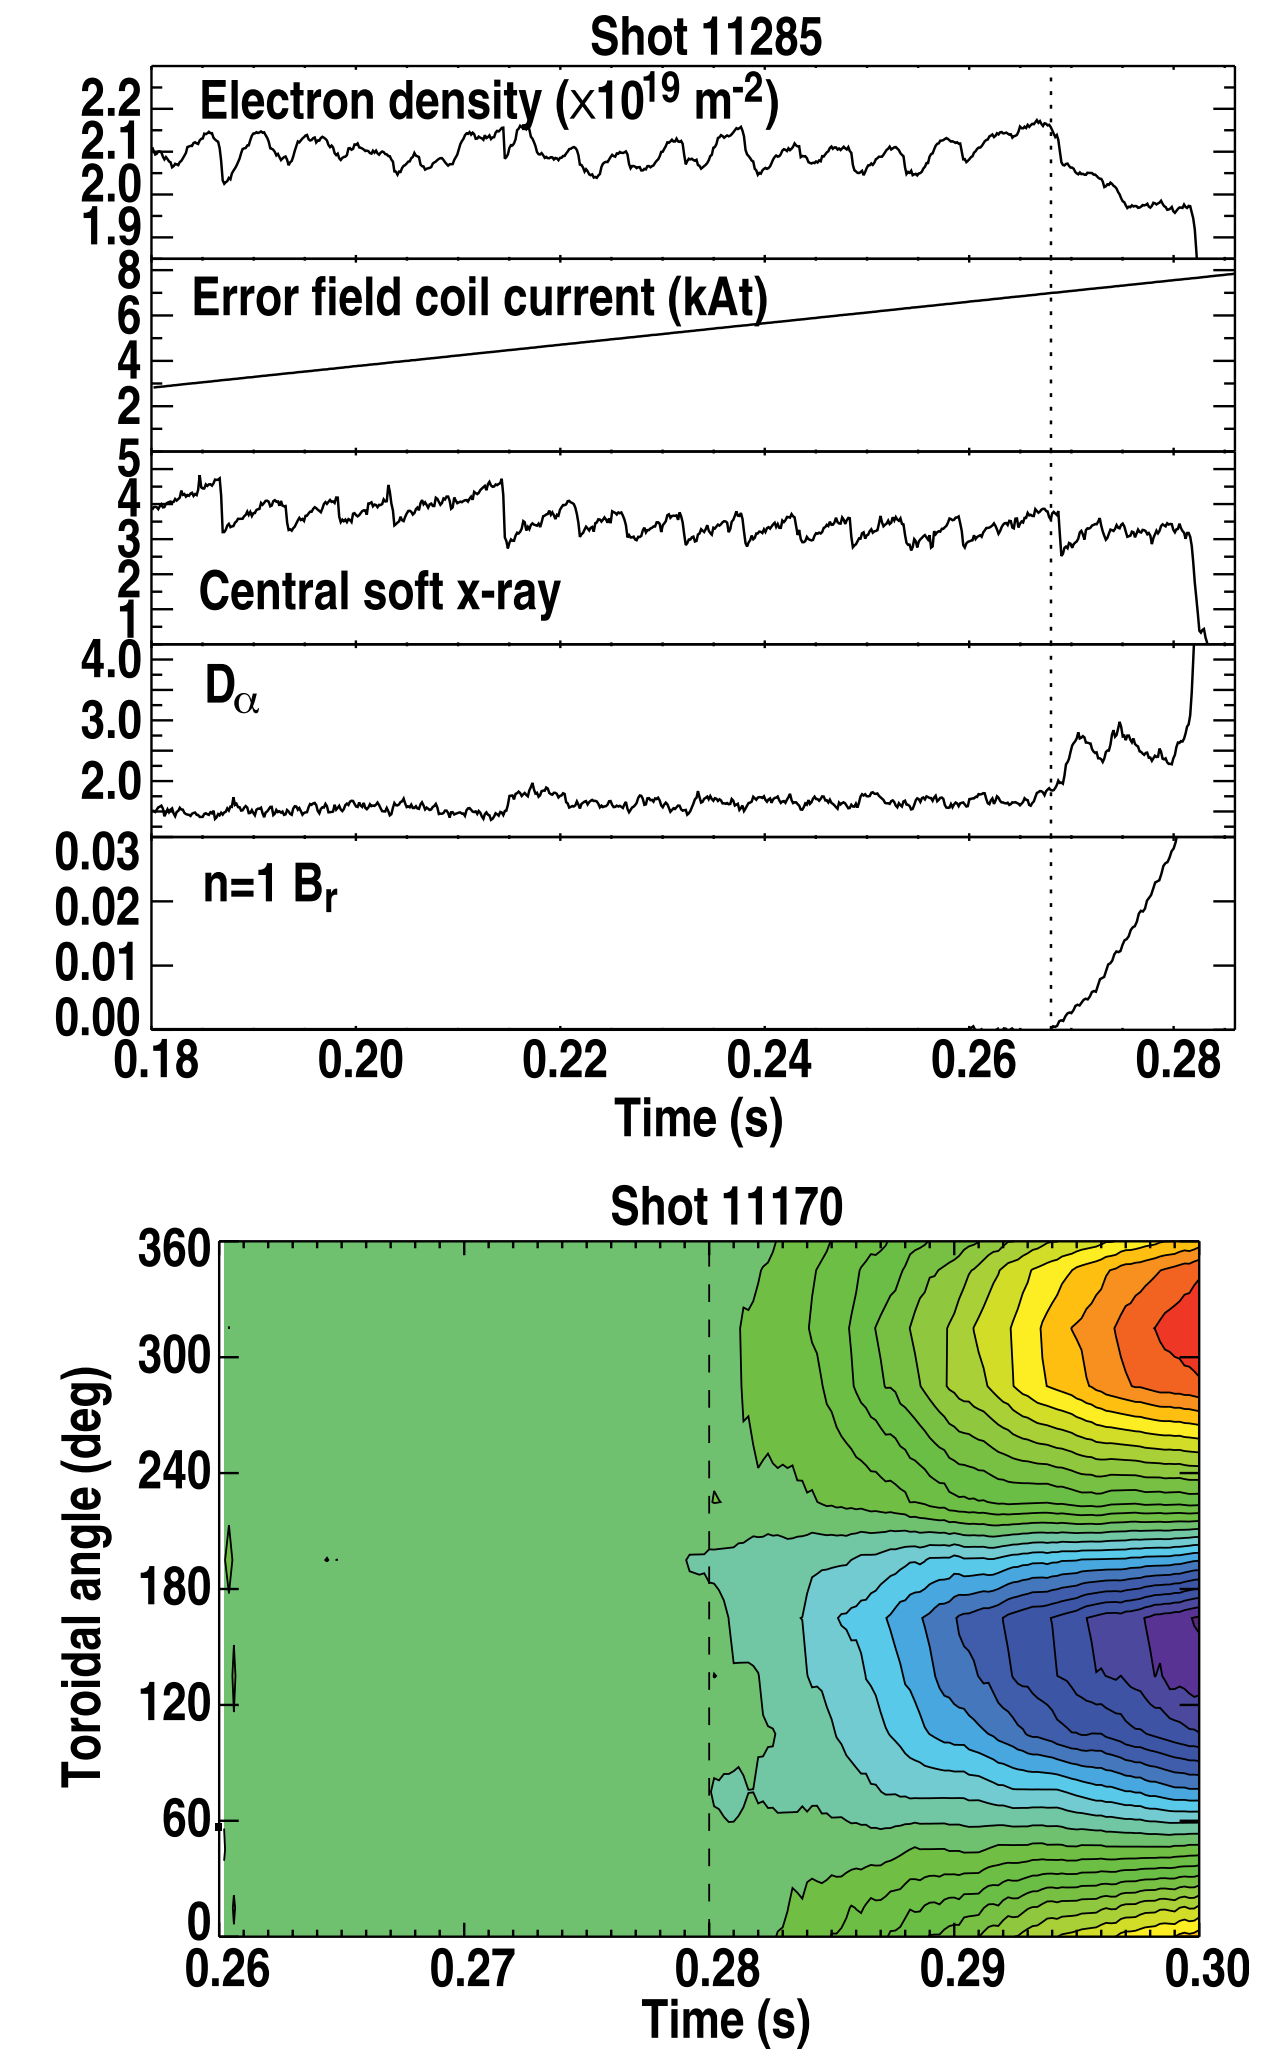 Shot 11285
Electron density (×10¹⁹ m⁻²)
2.2
2.1
2.0
1.9
Error field coil current (kAt)
8
6
4
2
5
4
3
2
1
Central soft x-ray
4.0
3.0
2.0
Dα
0.03
0.02
0.01
0.00
n=1 Br
0.18 0.20 0.22 0.24 0.26 0.28
Time (s)
Shot 11170
360
300
240
180
120
60
0
Toroidal angle (deg)
0.26 0.27 0.28 0.29 0.30
Time (s)